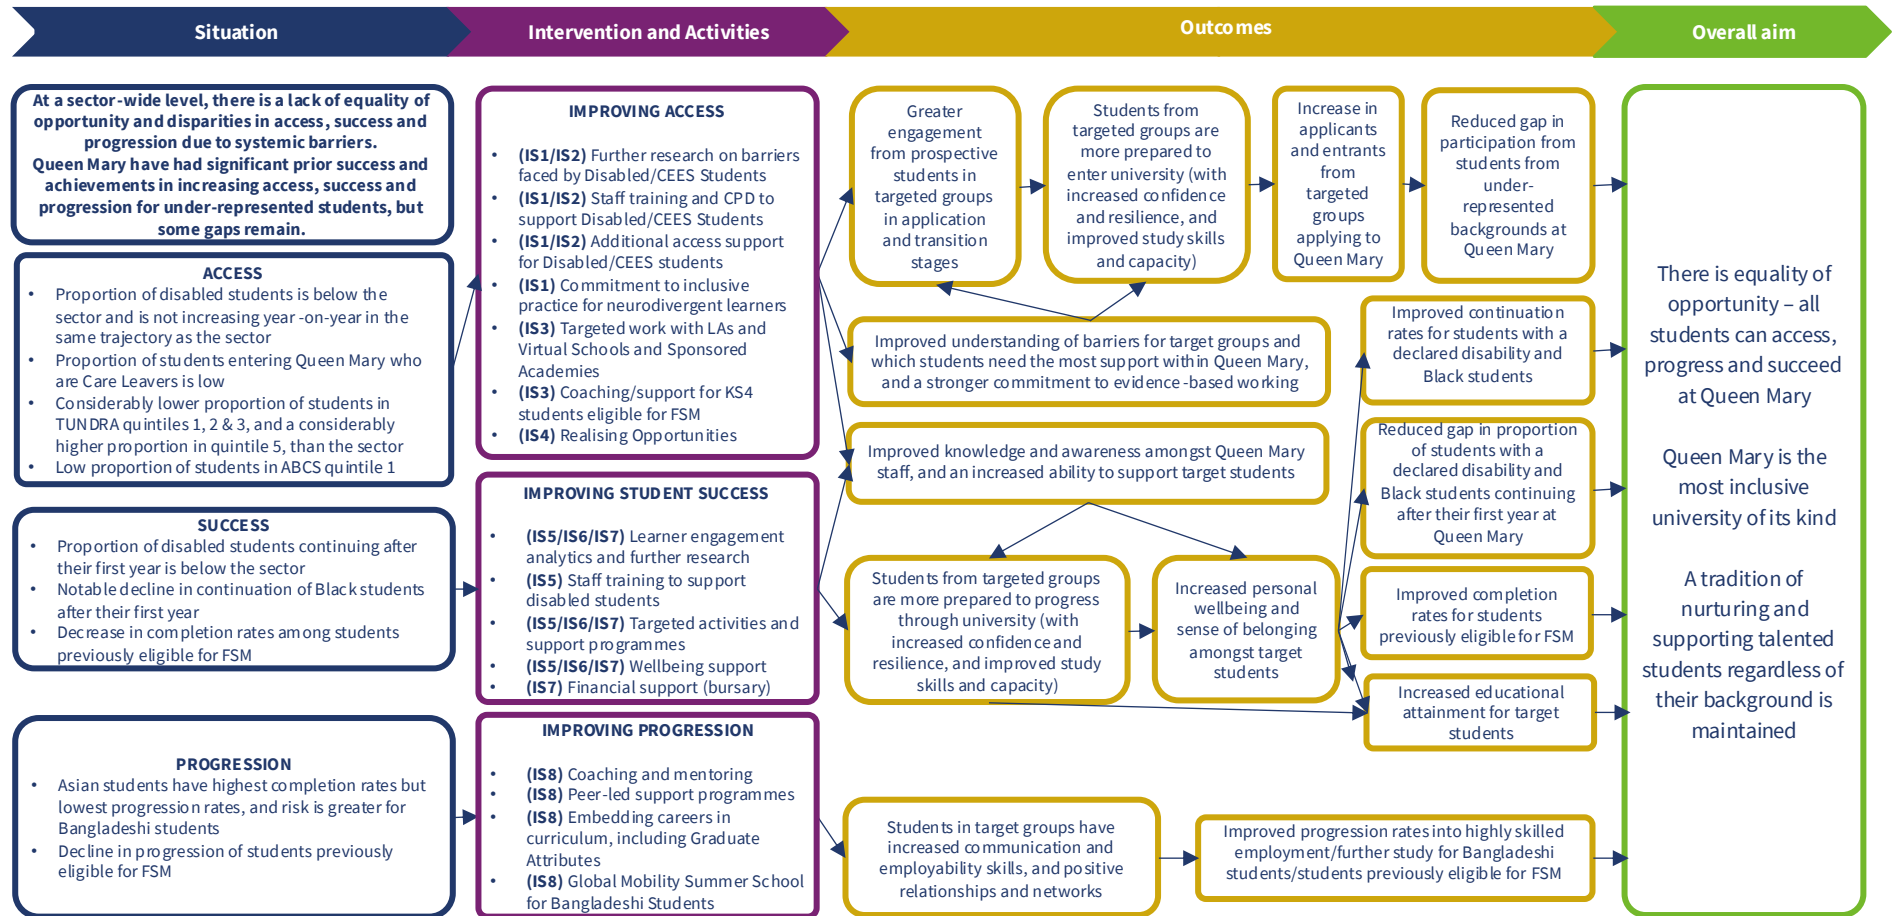 Situation
Intervention and Activities
Outcomes
Overall aim
At a sector-wide level, there is a lack of equality of
opportunity and disparities in access, success and
progression due to systemic barriers.
Queen Mary have had significant prior success and
achievements in increasing access, success and
progression for under-represented students, but
some gaps remain.
ACCESS
• Proportion of disabled students is below the
sector and is not increasing year -on-year in the
same trajectory as the sector
• Proportion of students entering Queen Mary who
are Care Leavers is low
• Considerably lower proportion of students in
TUNDRA quintiles 1, 2 & 3, and a considerably
higher proportion in quintile 5, than the sector
• Low proportion of students in ABCS quintile 1
SUCCESS
• Proportion of disabled students continuing after
their first year is below the sector
• Notable decline in continuation of Black students
after their first year
• Decrease in completion rates among students
previously eligible for FSM
PROGRESSION
• Asian students have highest completion rates but
lowest progression rates, and risk is greater for
Bangladeshi students
• Decline in progression of students previously
eligible for FSM
IMPROVING ACCESS
• (IS1/IS2) Further research on barriers
faced by Disabled/CEES Students
• (IS1/IS2) Staff training and CPD to
support Disabled/CEES Students
• (IS1/IS2) Additional access support
for Disabled/CEES students
• (IS1) Commitment to inclusive
practice for neurodivergent learners
• (IS3) Targeted work with LAs and
Virtual Schools and Sponsored
Academies
• (IS3) Coaching/support for KS4
students eligible for FSM
• (IS4) Realising Opportunities
IMPROVING STUDENT SUCCESS
• (IS5/IS6/IS7) Learner engagement
analytics and further research
• (IS5) Staff training to support
disabled students
• (IS5/IS6/IS7) Targeted activities and
support programmes
• (IS5/IS6/IS7) Wellbeing support
• (IS7) Financial support (bursary)
IMPROVING PROGRESSION
• (IS8) Coaching and mentoring
• (IS8) Peer-led support programmes
• (IS8) Embedding careers in
curriculum, including Graduate
Attributes
• (IS8) Global Mobility Summer School
for Bangladeshi Students
Greater
engagement
from prospective
students in
targeted groups
in application
and transition
stages
Students from
targeted groups are
more prepared to
enter university (with
increased confidence
and resilience, and
improved study skills
and capacity)
Increase in
applicants
and entrants
from
targeted
groups
applying to
Queen Mary
Reduced gap in
participation from
students from
under-
represented
backgrounds at
Queen Mary
Improved understanding of barriers for target groups and
which students need the most support within Queen Mary,
and a stronger commitment to evidence -based working
Improved knowledge and awareness amongst Queen Mary
staff, and an increased ability to support target students
Students from targeted groups
are more prepared to progress
through university (with
increased confidence and
resilience, and improved study
skills and capacity)
Increased personal
wellbeing and
sense of belonging
amongst target
students
Improved continuation
rates for students with a
declared disability and
Black students
Reduced gap in proportion
of students with a
declared disability and
Black students continuing
after their first year at
Queen Mary
Improved completion
rates for students
previously eligible for FSM
Increased educational
attainment for target
students
Students in target groups have
increased communication and
employability skills, and positive
relationships and networks
Improved progression rates into highly skilled
employment/further study for Bangladeshi
students/students previously eligible for FSM
There is equality of
opportunity – all
students can access,
progress and succeed
at Queen Mary
Queen Mary is the
most inclusive
university of its kind
A tradition of
nurturing and
supporting talented
students regardless of
their background is
maintained